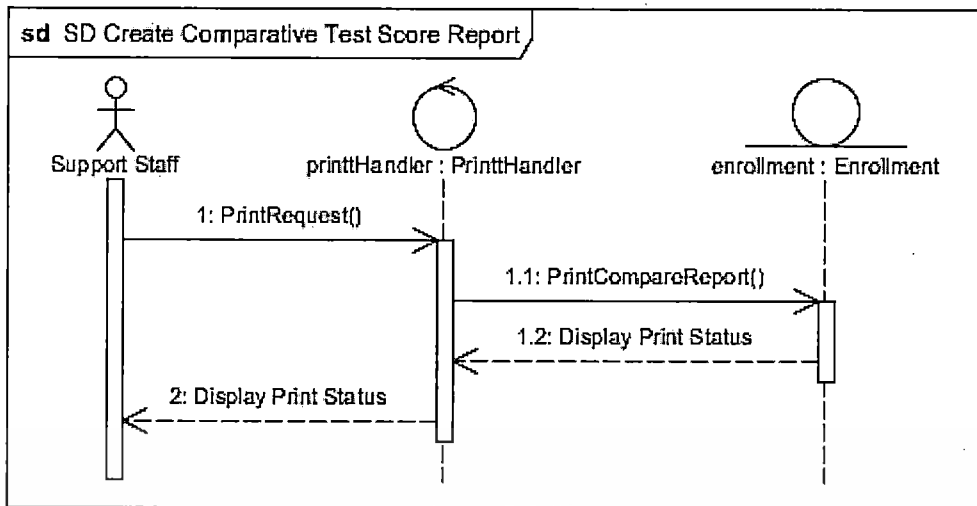 sd SD Create Comparative Test Score Report
Support Staff
printtHandler : PrinttHandler
enrollment : Enrollment
1: PrintRequest()
1.1: PrintCompareReport()
1.2: Display Print Status
2: Display Print Status